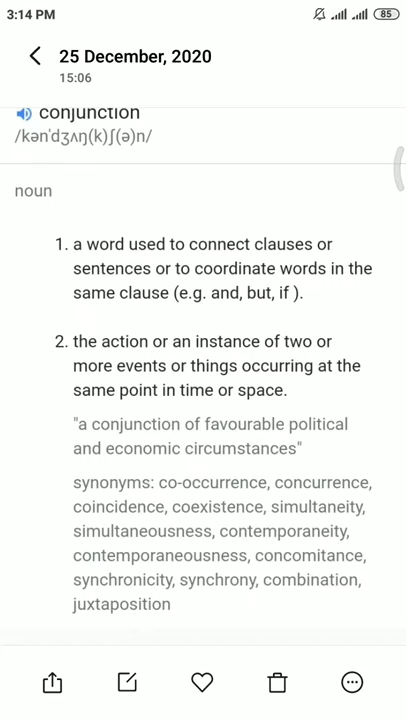 3:14 PM
85
25 December, 2020
15:06
conjunction
/kənˈdʒʌŋ(k)ʃ(ə)n/
noun
1. a word used to connect clauses or
sentences or to coordinate words in the
same clause (e.g. and, but, if ).
2. the action or an instance of two or
more events or things occurring at the
same point in time or space.
"a conjunction of favourable political
and economic circumstances"
synonyms: co-occurrence, concurrence,
coincidence, coexistence, simultaneity,
simultaneousness, contemporaneity,
contemporaneousness, concomitance,
synchronicity, synchrony, combination,
juxtaposition